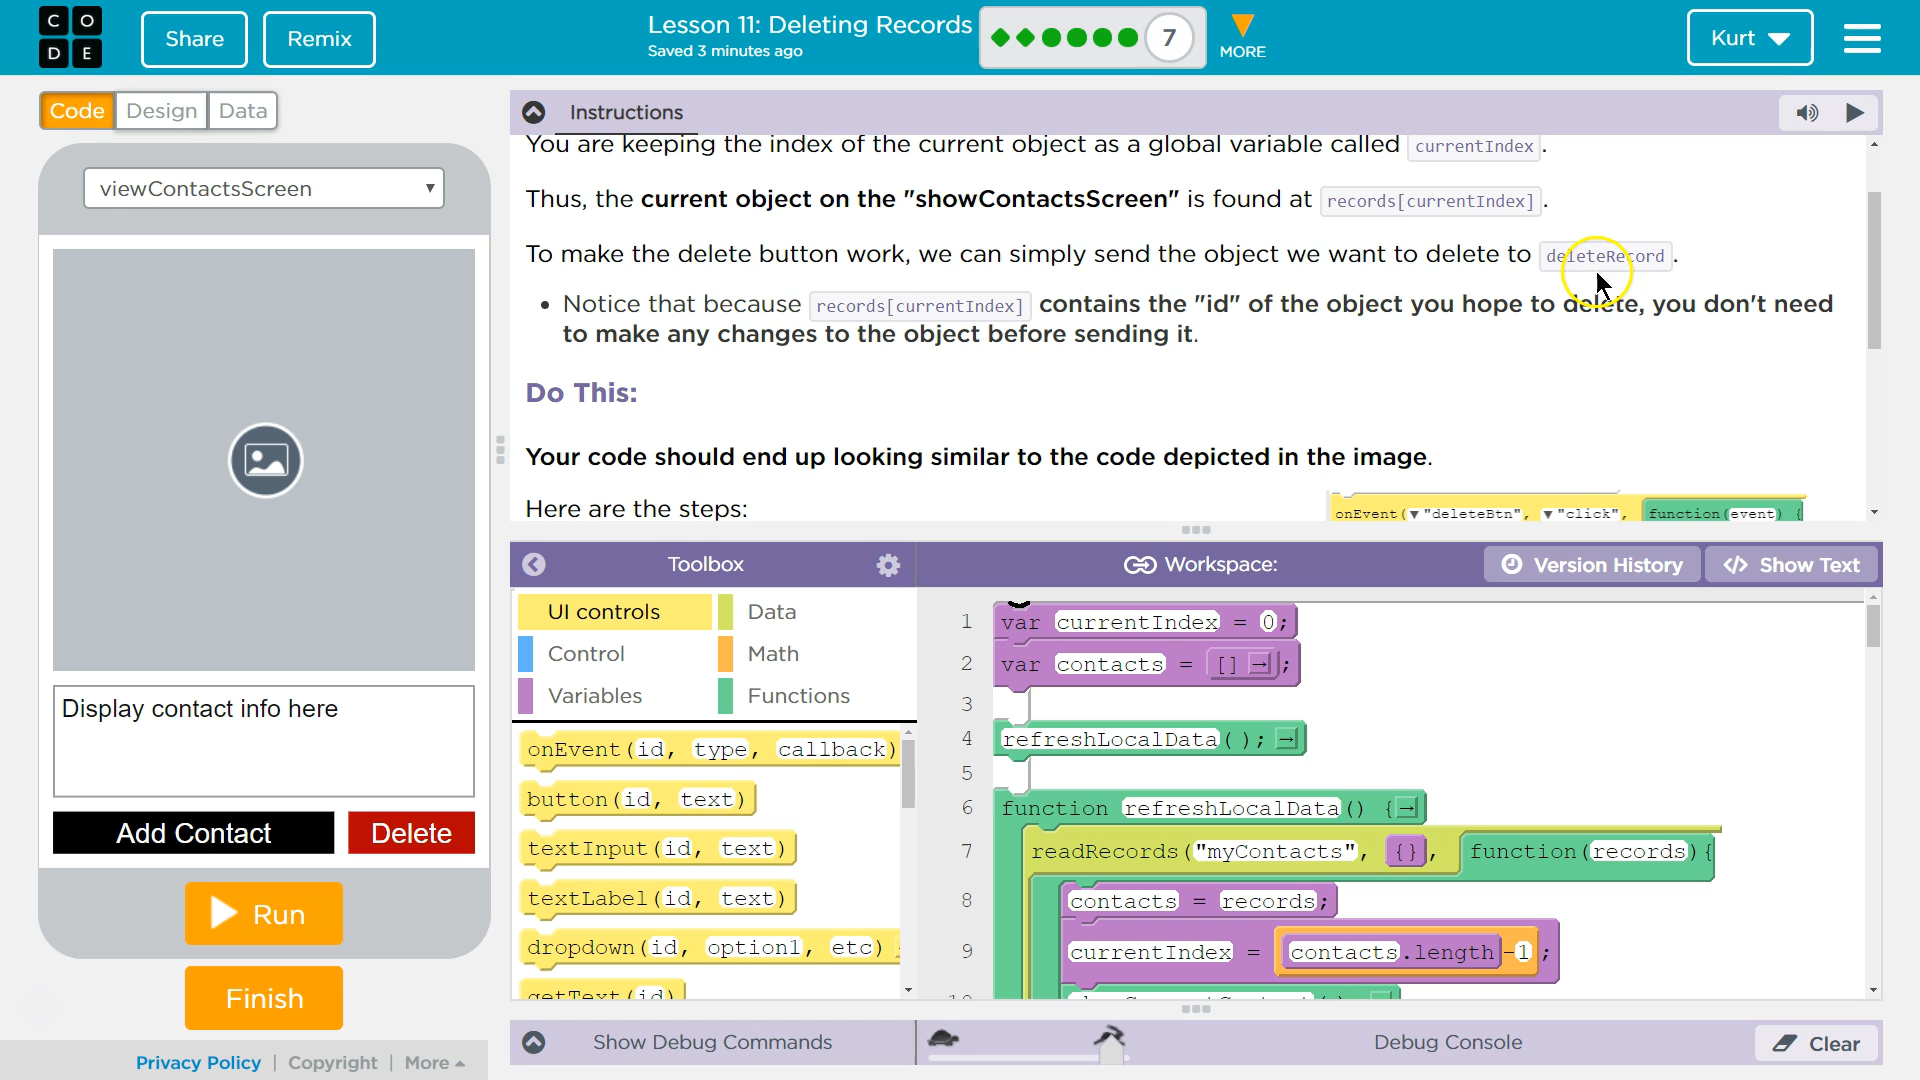 CODE
Share
Remix
Lesson 11: Deleting Records
Saved 3 minutes ago
7
MORE
Kurt
Code
Design
Data
viewContactsScreen
Display contact info here
Add Contact
Delete
Run
Finish
Privacy Policy | Copyright | More
Instructions
You are keeping the index of the current object as a global variable called currentIndex.
Thus, the current object on the "showContactsScreen" is found at records[currentIndex].
To make the delete button work, we can simply send the object we want to delete to deleteRecord.
• Notice that because records[currentIndex] contains the "id" of the object you hope to delete, you don't need
to make any changes to the object before sending it.
Do This:
Your code should end up looking similar to the code depicted in the image.
Here are the steps:
onEvent(▼"deleteBtn", ▼"click", function(event) {
Toolbox
Workspace:
Version History
</> Show Text
UI controls
Data
Control
Math
Variables
Functions
onEvent(id, type, callback)
button(id, text)
textInput(id, text)
textLabel(id, text)
dropdown(id, option1, etc)
getText(id)
1 var currentIndex = 0;
2 var contacts = [];
3
4 refreshLocalData();
5
6 function refreshLocalData() {
7 readRecords("myContacts", {}, function(records){
8 contacts = records;
9 currentIndex = contacts.length-1;
10
Show Debug Commands
Debug Console
Clear